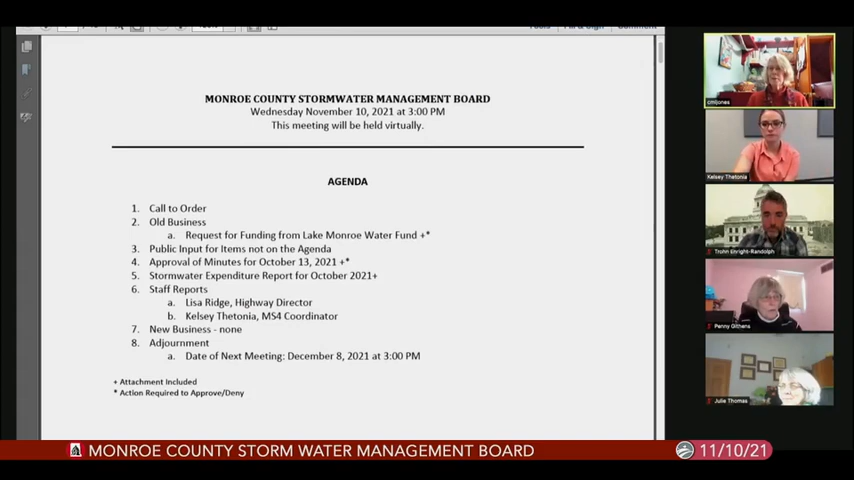 MONROE COUNTY STORMWATER MANAGEMENT BOARD
Wednesday November 10, 2021 at 3:00 PM
This meeting will be held virtually.
AGENDA
1. Call to Order
2. Old Business
a. Request for Funding from Lake Monroe Water Fund +*
3. Public Input for Items not on the Agenda
4. Approval of Minutes for October 13, 2021 +*
5. Stormwater Expenditure Report for October 2021+
6. Staff Reports
a. Lisa Ridge, Highway Director
b. Kelsey Thetonia, MS4 Coordinator
7. New Business - none
8. Adjournment
a. Date of Next Meeting: December 8, 2021 at 3:00 PM
+ Attachment Included
* Action Required to Approve/Deny
cmljones
Kelsey Thetonia
Trohn Enright-Randolph
Penny Githens
Julie Thomas
MONROE COUNTY STORM WATER MANAGEMENT BOARD
11/10/21